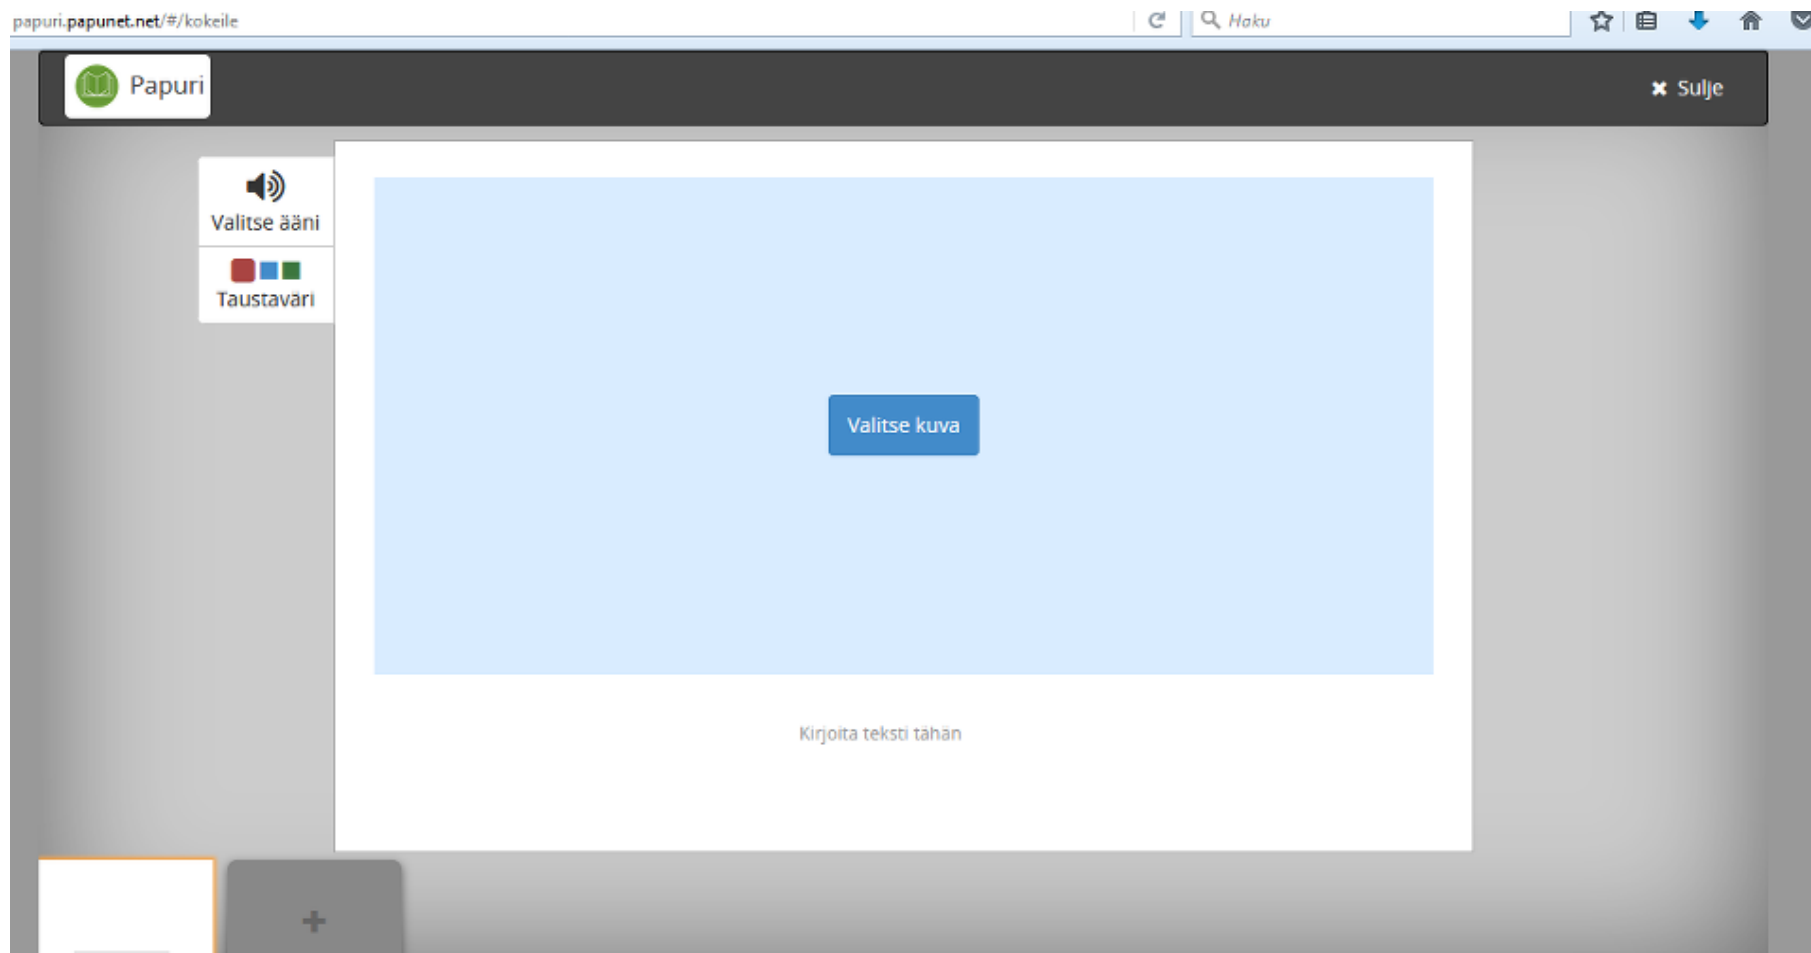 papuri.papunet.net/#/kokeile
Haku
Papuri
Sulje
Valitse ääni
Taustaväri
Valitse kuva
Kirjoita teksti tähän